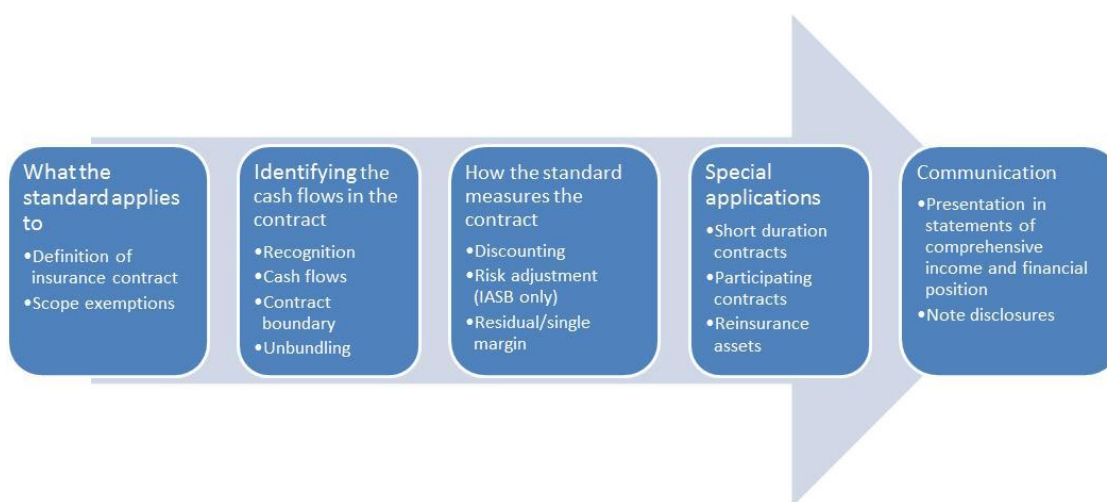 What the
standard applies
to
•Definition of
insurance contract
•Scope exemptions
Identifying the
cash flows in the
contract
•Recognition
•Cash flows
•Contract
boundary
•Unbundling
How the standard
measures the
contract
•Discounting
•Risk adjustment
(IASB only)
•Residual/single
margin
Special
applications
•Short duration
contracts
•Participating
contracts
•Reinsurance
assets
Communication
•Presentation in
statements of
comprehensive
income and financial
position
•Note disclosures